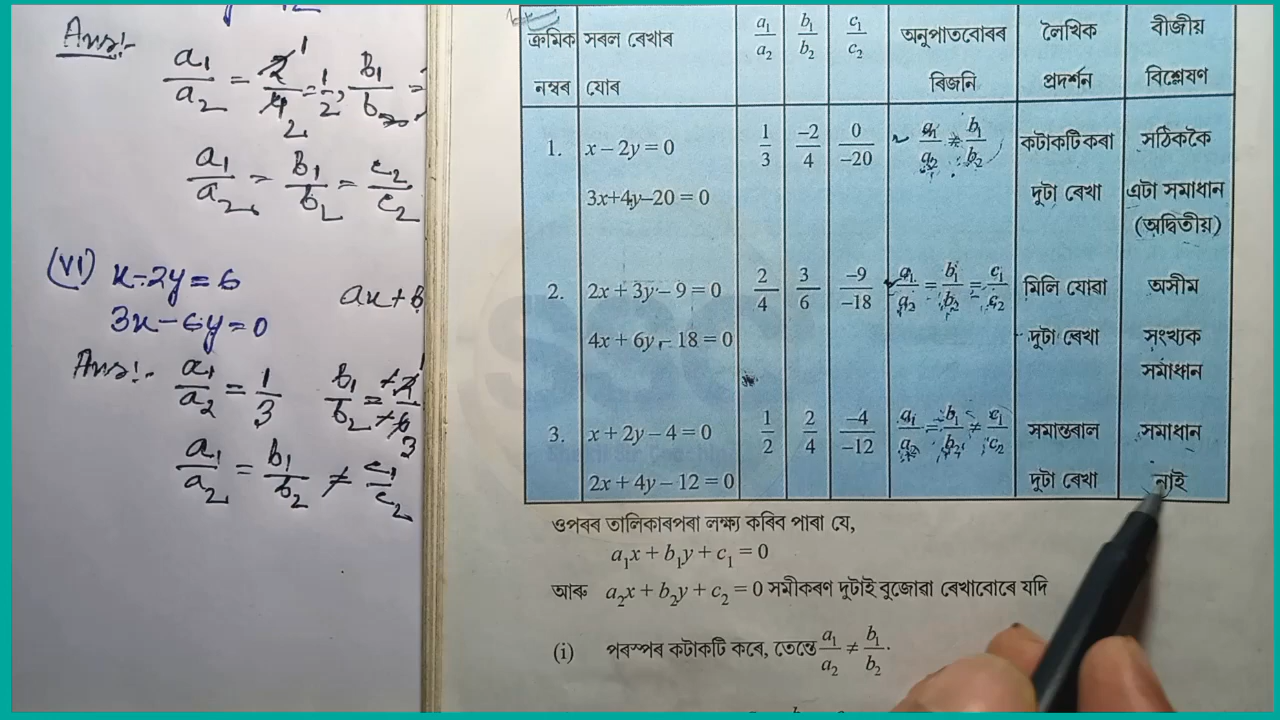 Ans:-
a₁/a₂ = 2/4 = 1/2, b₁/b₂ =
a₁/a₂ = b₁/b₂ = c₂/c₂
(VI) x-2y=6
3x-6y=0
ax+b
Ans:- a₁/a₂ = 1/3 b₁/b₂ = -2/-6
a₁/a₂ = b₁/b₂ ≠ c₁/c₂
ক্ৰমিক নম্বৰ | সৰল ৰেখাৰ যোৰ | a₁/a₂ | b₁/b₂ | c₁/c₂ | অনুপাতবোৰৰ ৰিজনি | লৈখিক প্ৰদৰ্শন | বীজীয় বিশ্লেষণ
1. x – 2y = 0 | 1/3 | -2/4 | 0/-20 | a₁/a₂ ≠ b₁/b₂ | কটাকটিকৰা | সঠিককৈ
3x+4y–20 = 0 | দুটা ৰেখা | এটা সমাধান
(অদ্বিতীয়)
2. 2x + 3y – 9 = 0 | 2/4 | 3/6 | -9/-18 | a₁/a₂ = b₁/b₂ = c₁/c₂ | মিলি যোৱা | অসীম
4x + 6y – 18 = 0 | দুটা ৰেখা | সংখ্যক
সমাধান
3. x + 2y – 4 = 0 | 1/2 | 2/4 | -4/-12 | a₁/a₂ = b₁/b₂ ≠ c₁/c₂ | সমান্তৰাল | সমাধান
2x + 4y – 12 = 0 | দুটা ৰেখা | নাই
SSC
ওপৰৰ তালিকাৰপৰা লক্ষ্য কৰিব পাৰা যে,
a₁x + b₁y + c₁ = 0
আৰু a₂x + b₂y + c₂ = 0 সমীকৰণ দুটাই বুজোৱা ৰেখাবোৰে যদি
(i) পৰস্পৰ কটাকটি কৰে, তেন্তে a₁/a₂ ≠ b₁/b₂.